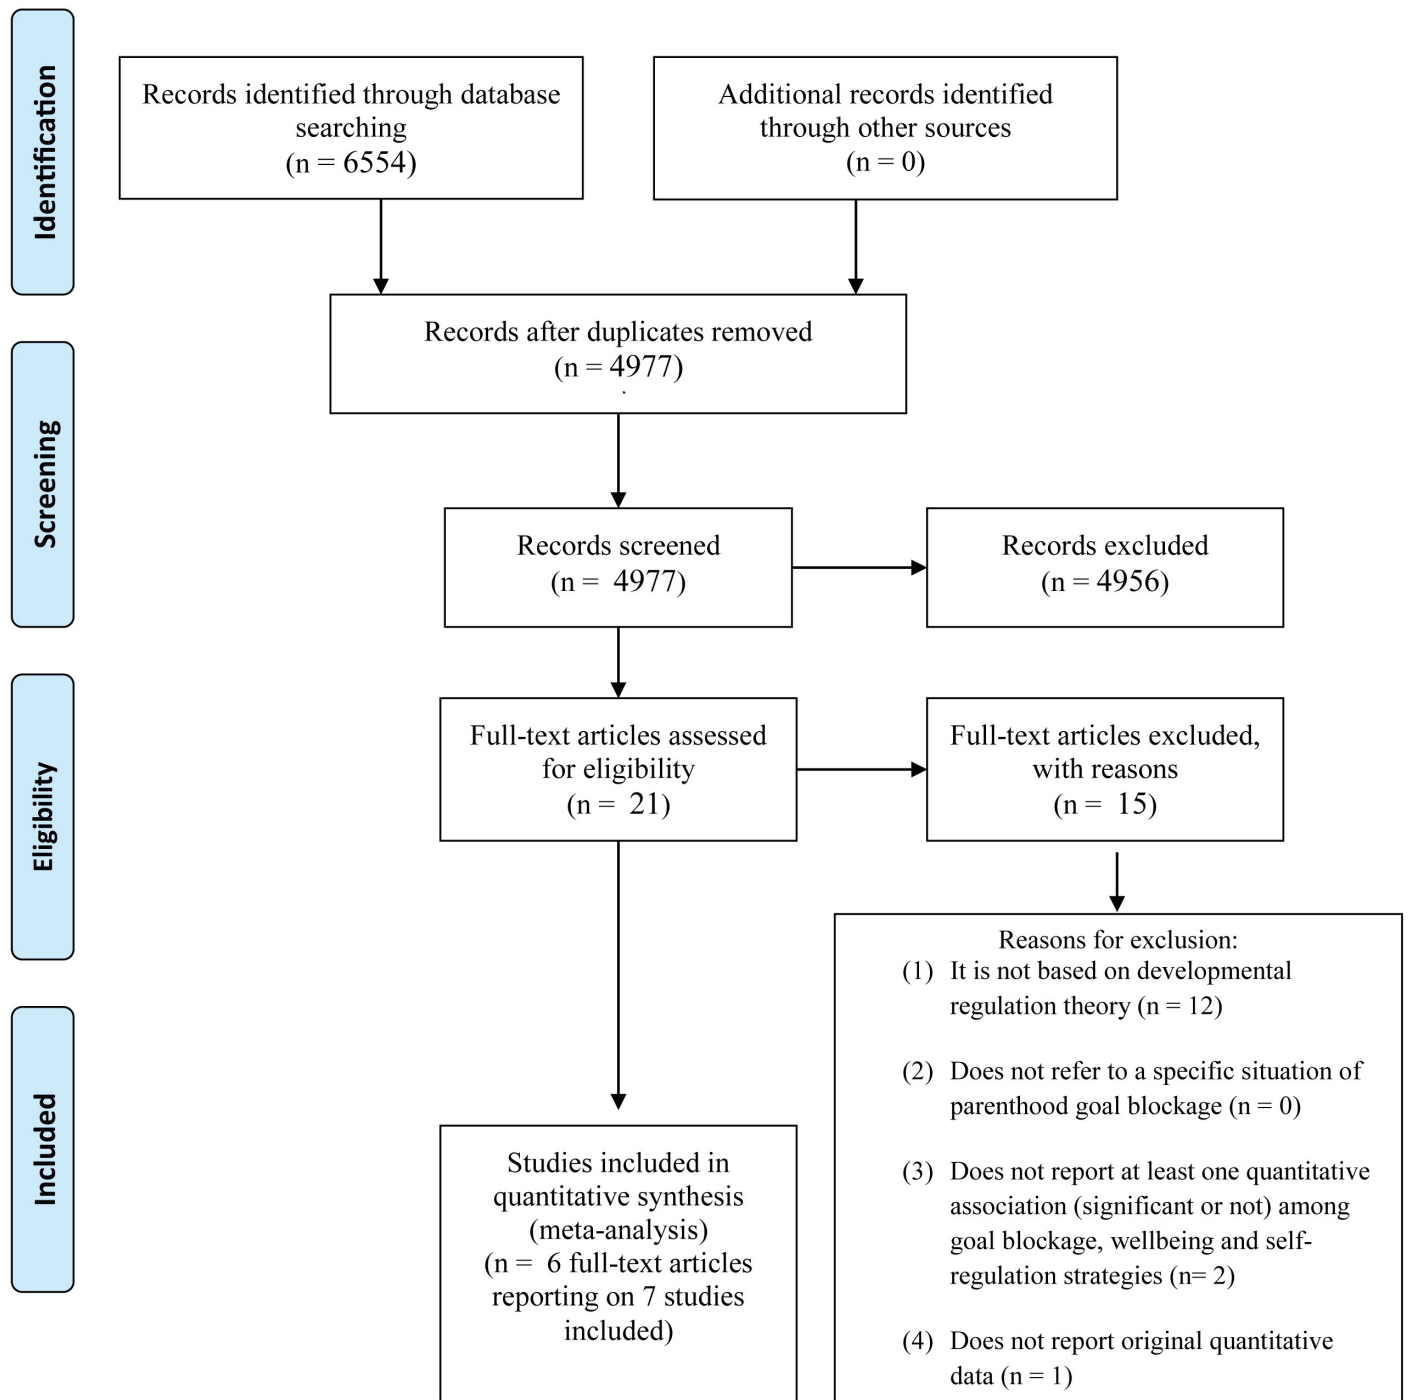 Identification
Records identified through database
searching
(n = 6554)
Additional records identified
through other sources
(n = 0)
Records after duplicates removed
(n = 4977)
Screening
Records screened
(n = 4977)
Records excluded
(n = 4956)
Eligibility
Full-text articles assessed
for eligibility
(n = 21)
Full-text articles excluded,
with reasons
(n = 15)
Reasons for exclusion:
(1) It is not based on developmental
regulation theory (n = 12)
(2) Does not refer to a specific situation of
parenthood goal blockage (n = 0)
(3) Does not report at least one quantitative
association (significant or not) among
goal blockage, wellbeing and self-
regulation strategies (n= 2)
(4) Does not report original quantitative
data (n = 1)
Included
Studies included in
quantitative synthesis
(meta-analysis)
(n = 6 full-text articles
reporting on 7 studies
included)